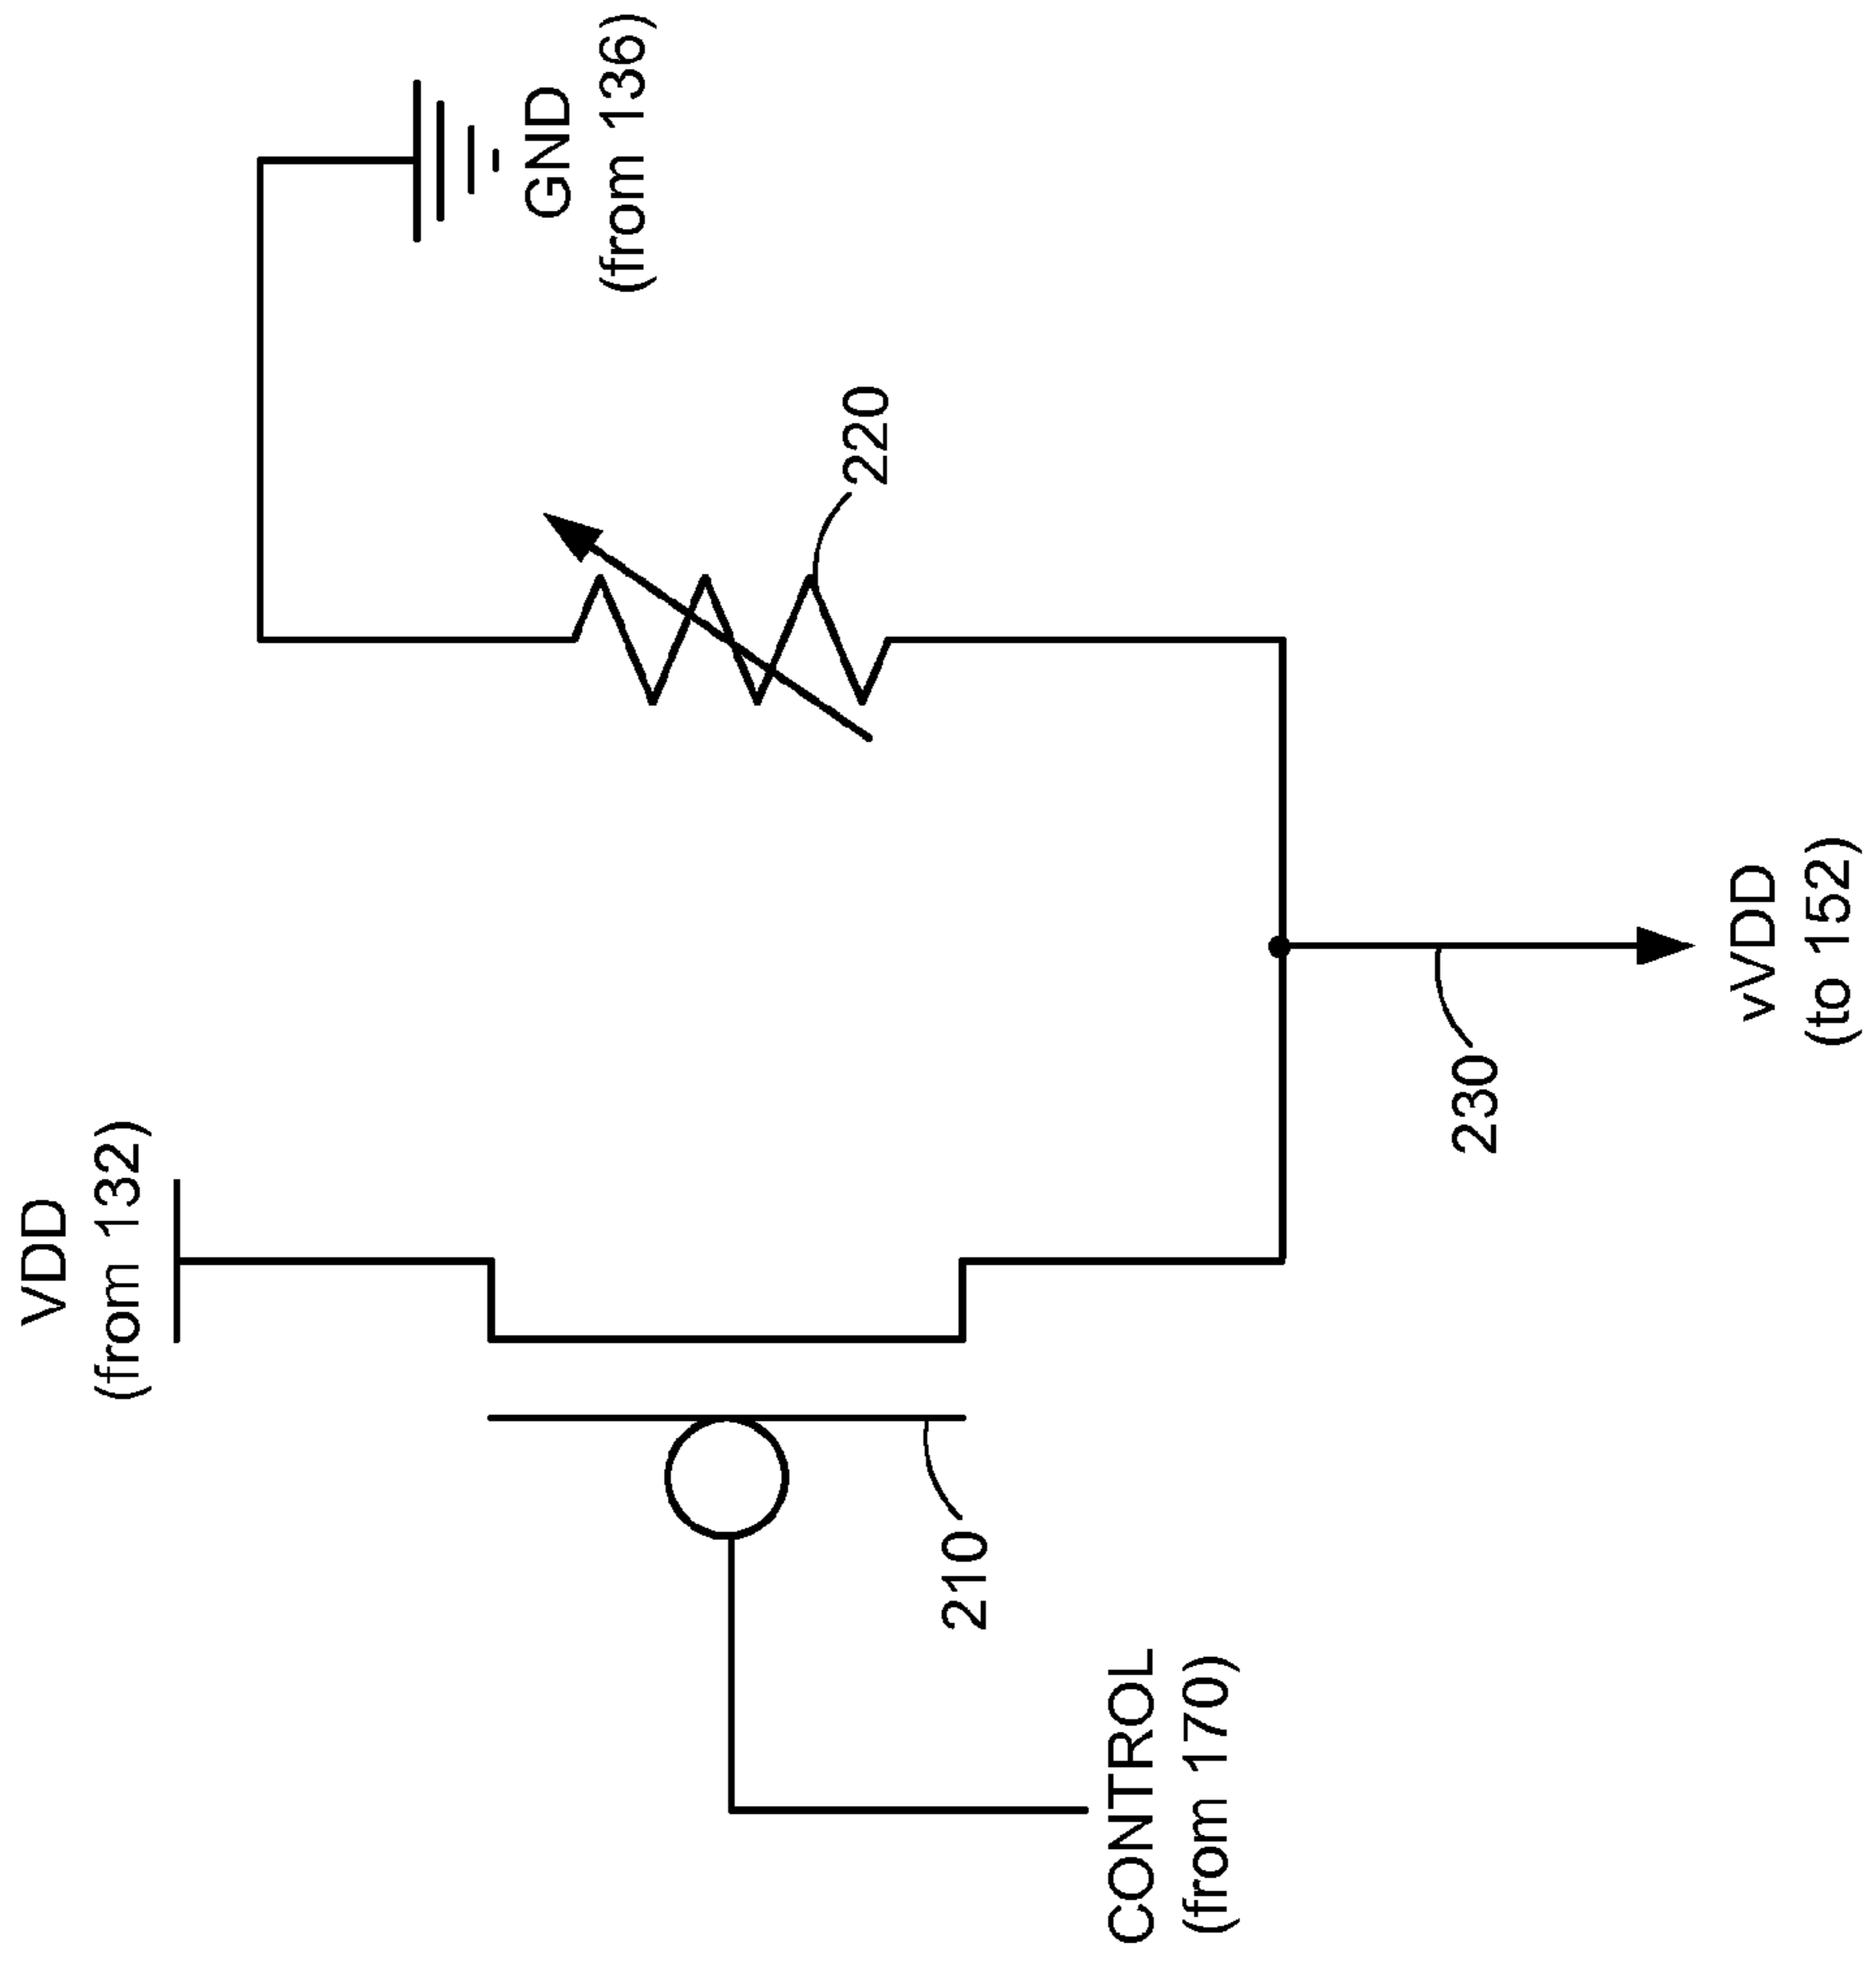 VDD
(from 132)
GND
(from 136)
220
210
CONTROL
(from 170)
230
vVDD
(to 152)